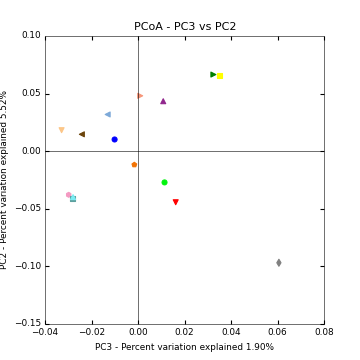 PCoA - PC3 vs PC2
0.10
0.05
0.00
−0.05
−0.10
−0.15
PC2 - Percent variation explained 5.52%
−0.04 −0.02 0.00 0.02 0.04 0.06 0.08
PC3 - Percent variation explained 1.90%